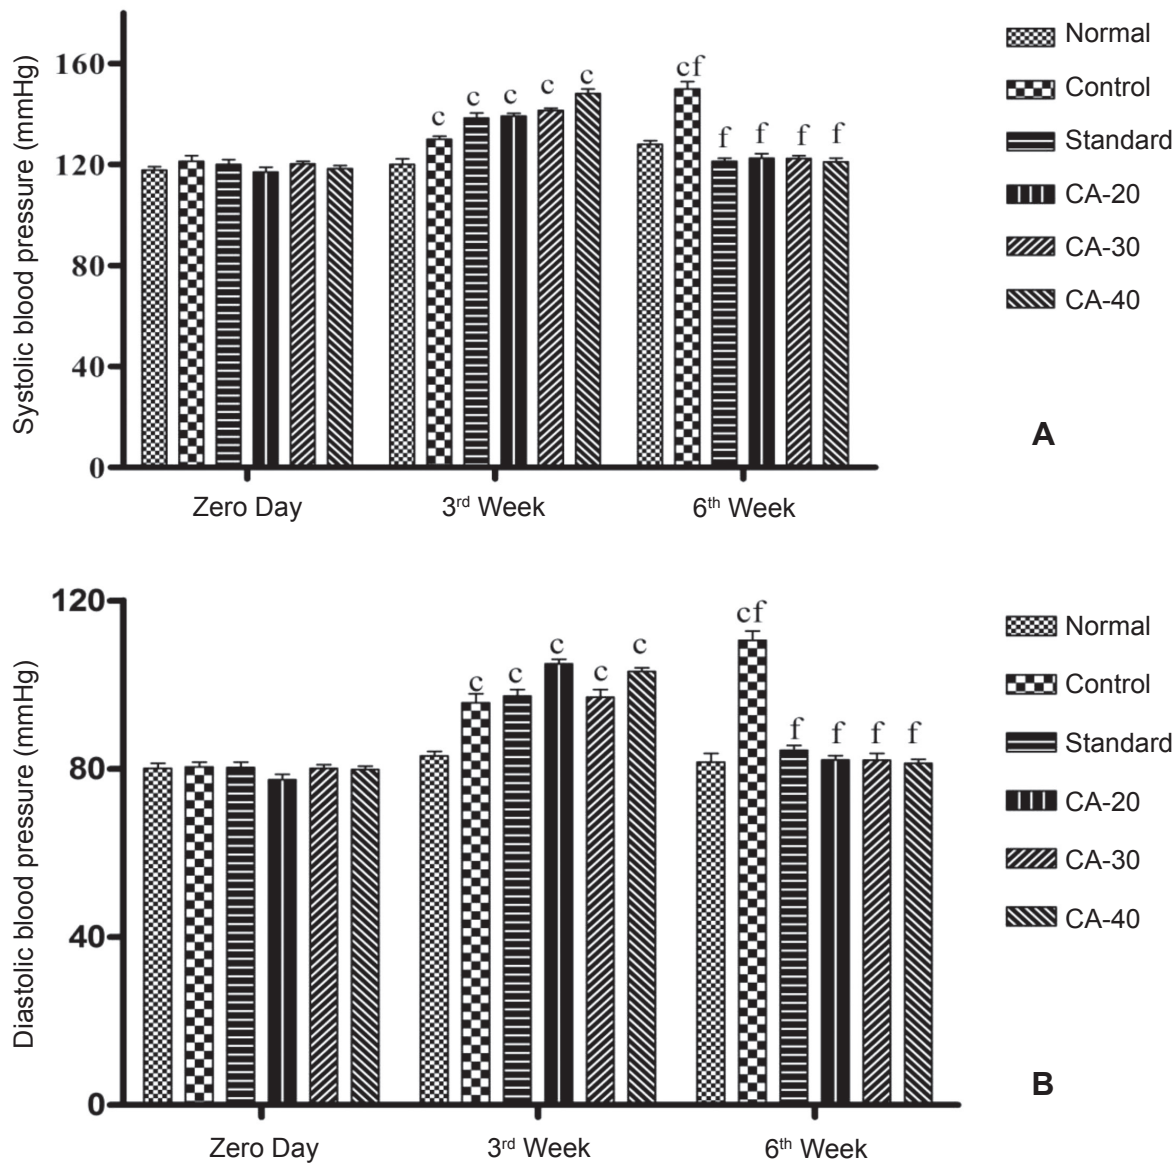 Systolic blood pressure (mmHg)
160
120
80
40
0
c c c c c
cf f f f f
Zero Day 3rd Week 6th Week
Normal
Control
Standard
CA-20
CA-30
CA-40
A
Diastolic blood pressure (mmHg)
120
80
40
0
c c c c c
cf f f f f
Zero Day 3rd Week 6th Week
Normal
Control
Standard
CA-20
CA-30
CA-40
B